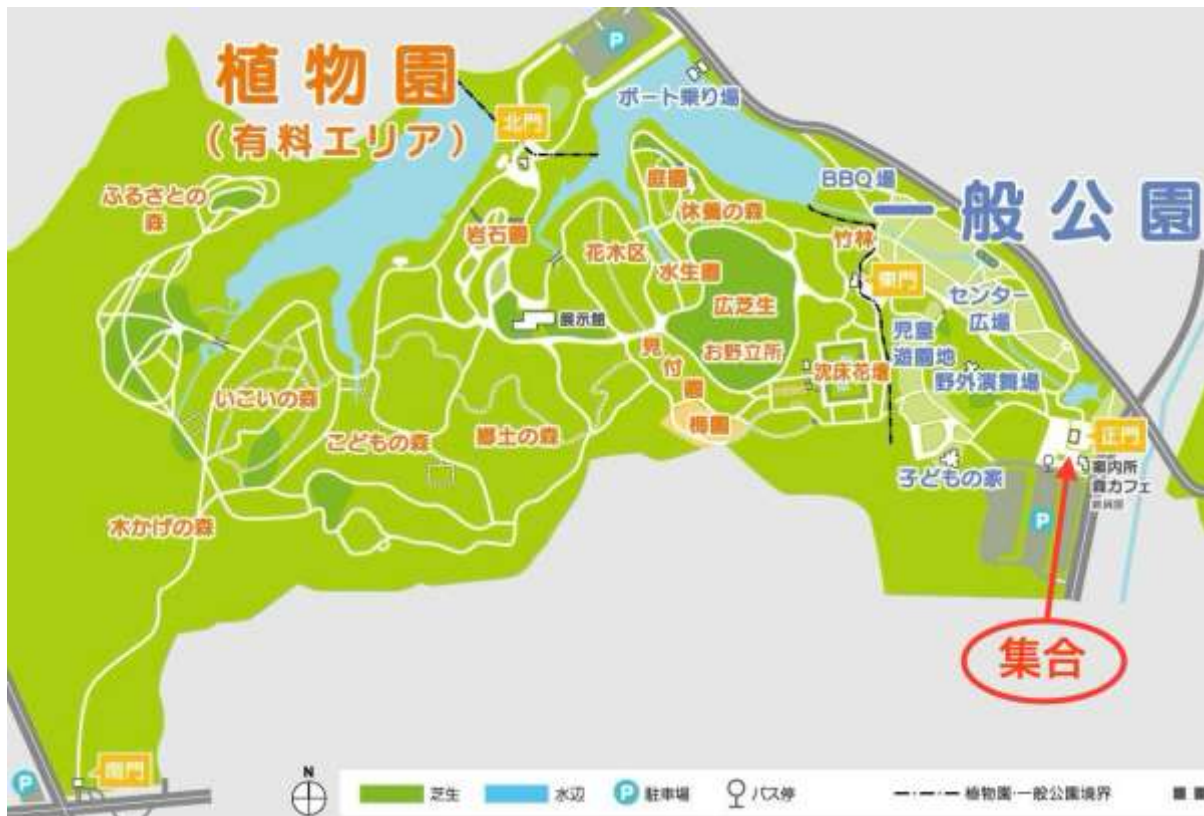 植物園
(有料エリア)
P
ボート乗り場
北門
ふるさとの
森
庭園
休養の森
BBQ場
一般公園
岩石園
花木区
竹林
水生園
東門
センター
広場
展示館
広芝生
児童
遊園地
見付園
お野立所
沈床花壇
野外演舞場
いこいの森
こどもの森
郷土の森
梅園
正門
子どもの家
案内所
森カフェ
P
木かげの森
集合
南門
P
N
芝生
水辺
P
駐車場
バス停
植物園・一般公園境界